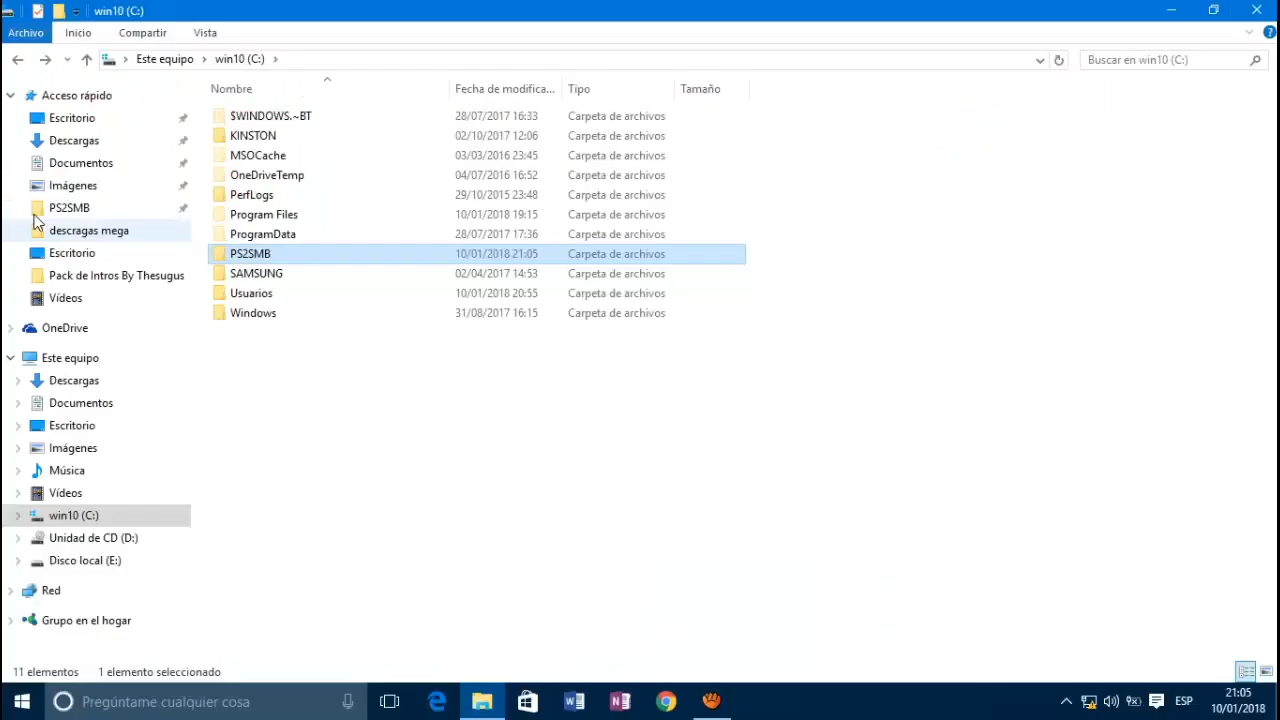 win10 (C:)
Archivo Inicio Compartir Vista
Este equipo win10 (C:) Buscar en win10 (C:)
Nombre Fecha de modifica... Tipo Tamaño
Acceso rápido
Escritorio
Descargas
Documentos
Imágenes
PS2SMB
descragas mega
Escritorio
Pack de Intros By Thesugus
Vídeos
OneDrive
Este equipo
Descargas
Documentos
Escritorio
Imágenes
Música
Vídeos
win10 (C:)
Unidad de CD (D:)
Disco local (E:)
Red
Grupo en el hogar
$WINDOWS.~BT 28/07/2017 16:33 Carpeta de archivos
KINSTON 02/10/2017 12:06 Carpeta de archivos
MSOCache 03/03/2016 23:45 Carpeta de archivos
OneDriveTemp 04/07/2016 16:52 Carpeta de archivos
PerfLogs 29/10/2015 23:48 Carpeta de archivos
Program Files 10/01/2018 19:15 Carpeta de archivos
ProgramData 28/07/2017 17:36 Carpeta de archivos
PS2SMB 10/01/2018 21:05 Carpeta de archivos
SAMSUNG 02/04/2017 14:53 Carpeta de archivos
Usuarios 10/01/2018 20:55 Carpeta de archivos
Windows 31/08/2017 16:15 Carpeta de archivos
11 elementos 1 elemento seleccionado
Pregúntame cualquier cosa
ESP
21:05
10/01/2018